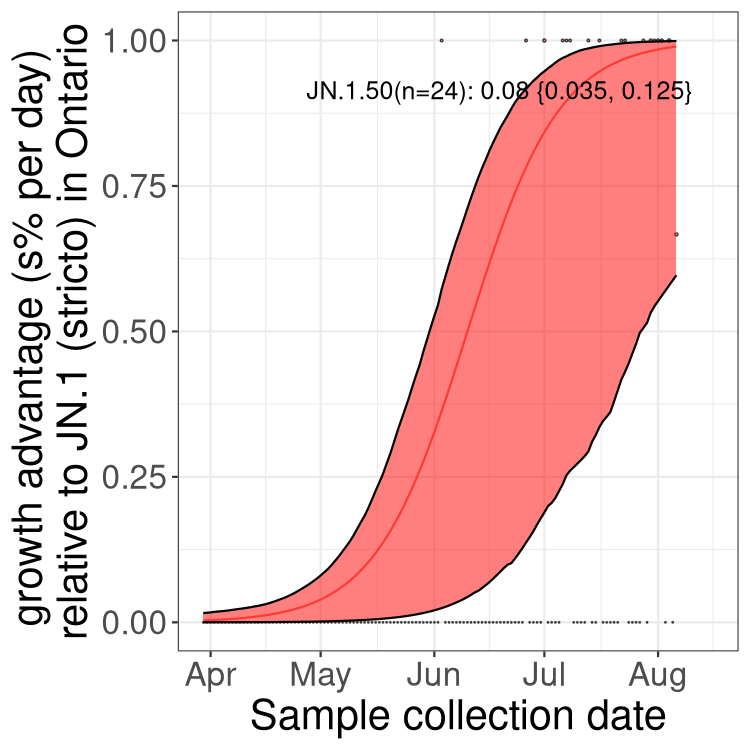 growth advantage (s% per day)
relative to JN.1 (stricto) in Ontario
1.00
0.75
0.50
0.25
0.00
JN.1.50(n=24): 0.08 {0.035, 0.125}
Apr May Jun Jul Aug
Sample collection date